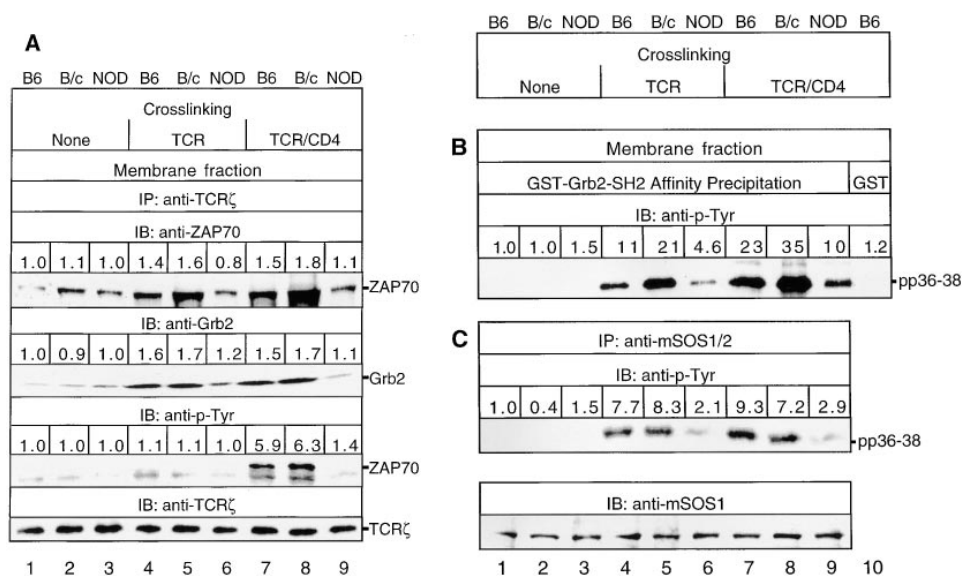 A
B6 B/c NOD B6 B/c NOD B6 B/c NOD
Crosslinking
None TCR TCR/CD4
Membrane fraction
IP: anti-TCRζ
IB: anti-ZAP70
1.0 1.1 1.0 1.4 1.6 0.8 1.5 1.8 1.1
ZAP70
IB: anti-Grb2
1.0 0.9 1.0 1.6 1.7 1.2 1.5 1.7 1.1
Grb2
IB: anti-p-Tyr
1.0 1.0 1.0 1.1 1.1 1.0 5.9 6.3 1.4
ZAP70
IB: anti-TCRζ
TCRζ
1 2 3 4 5 6 7 8 9
B6 B/c NOD B6 B/c NOD B6 B/c NOD B6
Crosslinking
None TCR TCR/CD4
B
Membrane fraction
GST-Grb2-SH2 Affinity Precipitation GST
IB: anti-p-Tyr
1.0 1.0 1.5 11 21 4.6 23 35 10 1.2
pp36-38
C
IP: anti-mSOS1/2
IB: anti-p-Tyr
1.0 0.4 1.5 7.7 8.3 2.1 9.3 7.2 2.9
pp36-38
IB: anti-mSOS1
1 2 3 4 5 6 7 8 9 10